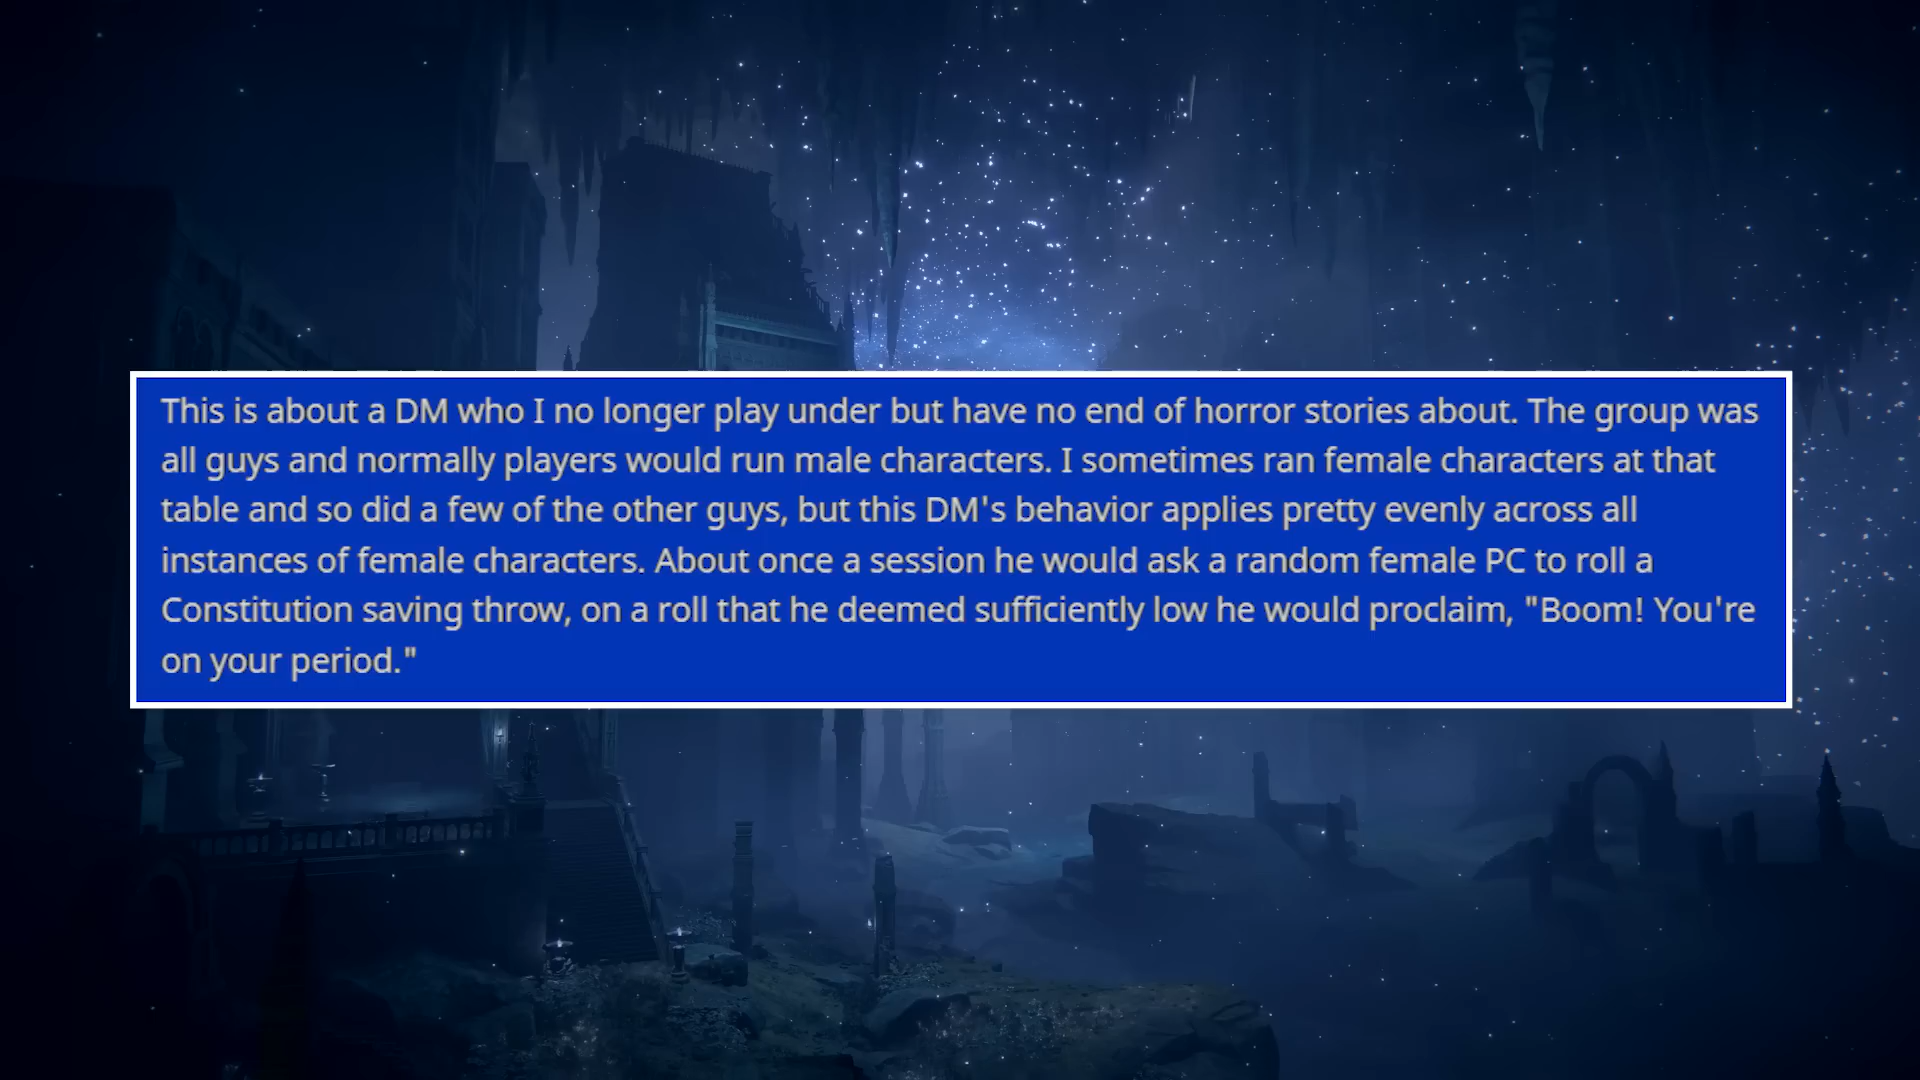 This is about a DM who I no longer play under but have no end of horror stories about. The group was
all guys and normally players would run male characters. I sometimes ran female characters at that
table and so did a few of the other guys, but this DM's behavior applies pretty evenly across all
instances of female characters. About once a session he would ask a random female PC to roll a
Constitution saving throw, on a roll that he deemed sufficiently low he would proclaim, "Boom! You're
on your period."